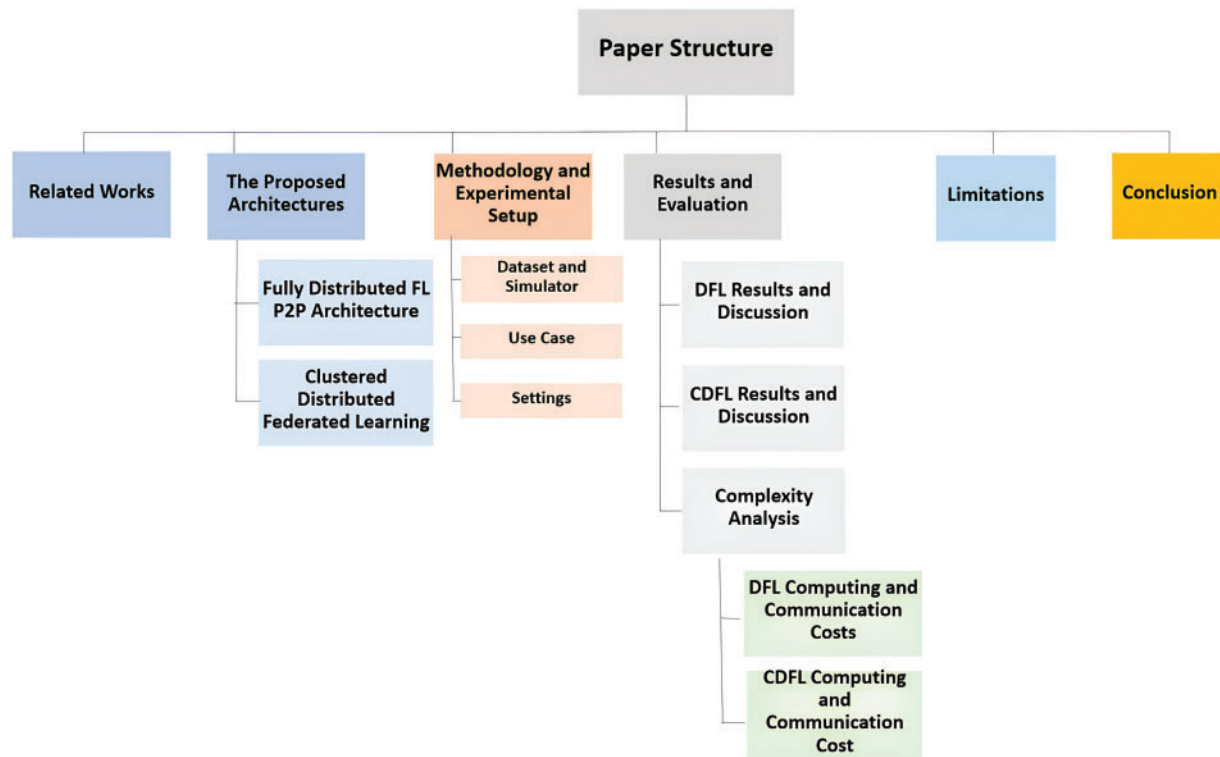 Paper Structure
Related Works
The Proposed
Architectures
Methodology and
Experimental
Setup
Results and
Evaluation
Limitations
Conclusion
Fully Distributed FL
P2P Architecture
Clustered
Distributed
Federated Learning
Dataset and
Simulator
Use Case
Settings
DFL Results and
Discussion
CDFL Results and
Discussion
Complexity
Analysis
DFL Computing and
Communication
Costs
CDFL Computing
and
Communication
Cost